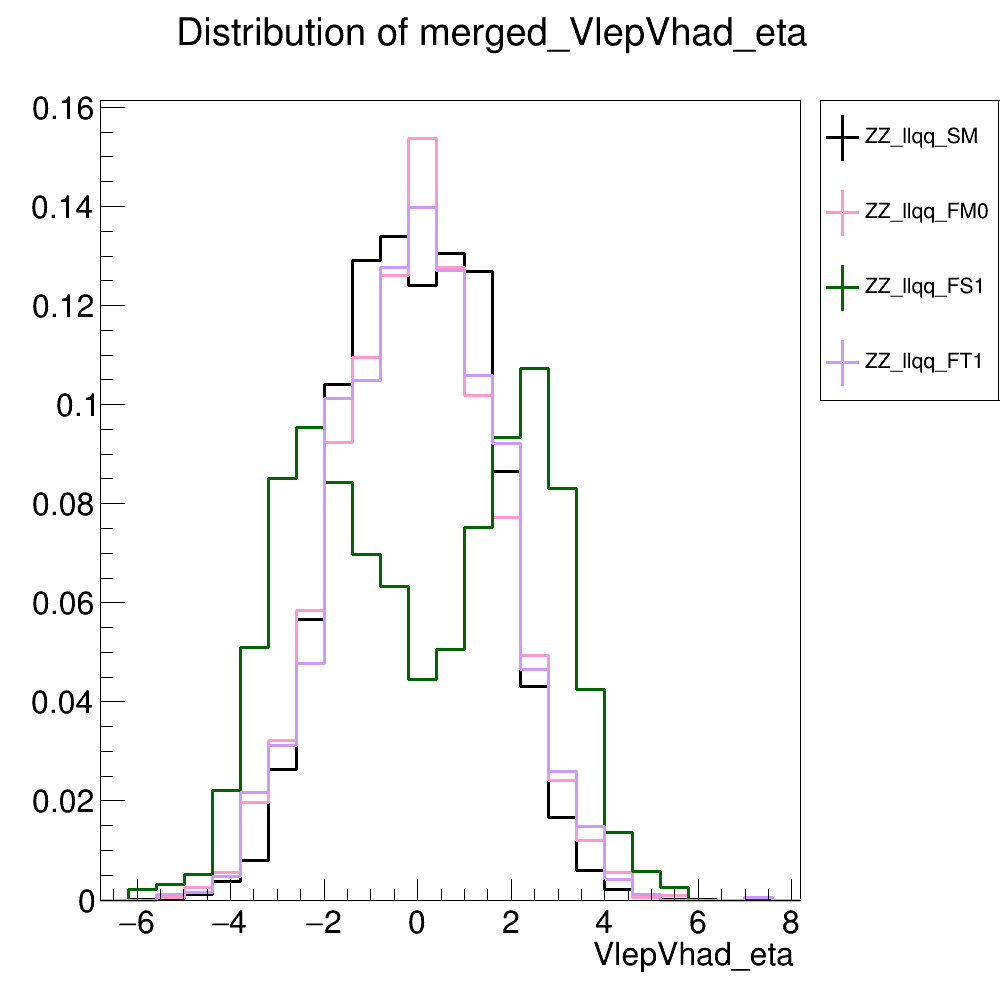 Distribution of merged_VlepVhad_eta
0.16
0.14
0.12
0.1
0.08
0.06
0.04
0.02
0
−6 −4 −2 0 2 4 6 8
VlepVhad_eta
ZZ_llqq_SM
ZZ_llqq_FM0
ZZ_llqq_FS1
ZZ_llqq_FT1